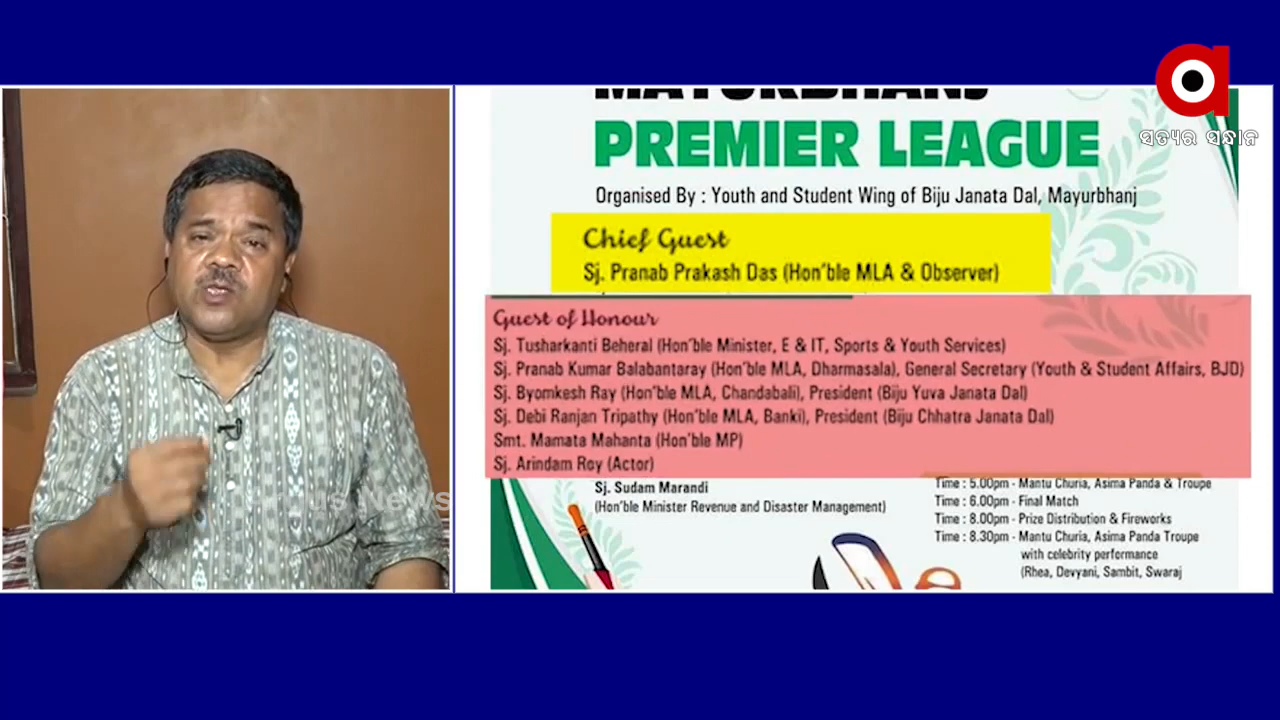 ସତ୍ୟର ସନ୍ଧାନ
MAYURBHANJ
PREMIER LEAGUE
Organised By : Youth and Student Wing of Biju Janata Dal, Mayurbhanj
Chief Guest
Sj. Pranab Prakash Das (Hon'ble MLA & Observer)
Guest of Honour
Sj. Tusharkanti Beheral (Hon'ble Minister, E & IT, Sports & Youth Services)
Sj. Pranab Kumar Balabantaray (Hon'ble MLA, Dharmasala), General Secretary (Youth & Student Affairs, BJD)
Sj. Byomkesh Ray (Hon'ble MLA, Chandabali), President (Biju Yuva Janata Dal)
Sj. Debi Ranjan Tripathy (Hon'ble MLA, Banki), President (Biju Chhatra Janata Dal)
Smt. Mamata Mahanta (Hon'ble MP)
Sj. Arindam Roy (Actor)
Sj. Sudam Marandi
(Hon'ble Minister Revenue and Disaster Management)
Time : 5.00pm - Mantu Churia, Asima Panda & Troupe
Time : 6.00pm - Final Match
Time : 8.00pm - Prize Distribution & Fireworks
Time : 8.30pm - Mantu Churia, Asima Panda Troupe
with celebrity performance
(Rhea, Devyani, Sambit, Swaraj
s News